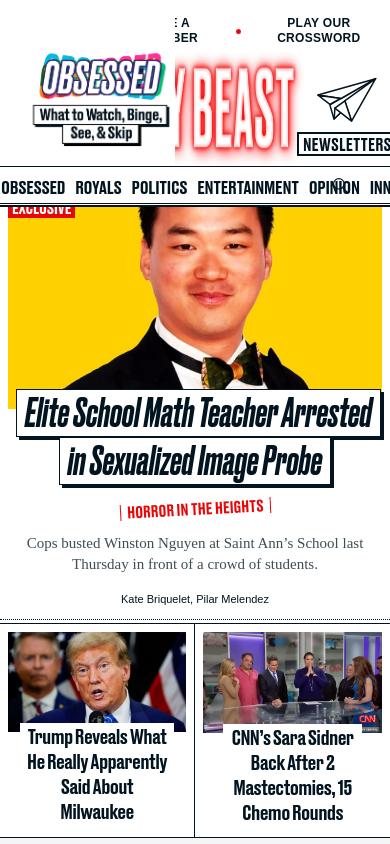 E A
BER
PLAY OUR
CROSSWORD
OBSESSED
What to Watch, Binge,
See, & Skip
Y BEAST
NEWSLETTERS
OBSESSED ROYALS POLITICS ENTERTAINMENT OPINION INN
EXCLUSIVE
Elite School Math Teacher Arrested
in Sexualized Image Probe
HORROR IN THE HEIGHTS
Cops busted Winston Nguyen at Saint Ann’s School last
Thursday in front of a crowd of students.
Kate Briquelet, Pilar Melendez
Trump Reveals What
He Really Apparently
Said About
Milwaukee
CNN
CNN’s Sara Sidner
Back After 2
Mastectomies, 15
Chemo Rounds